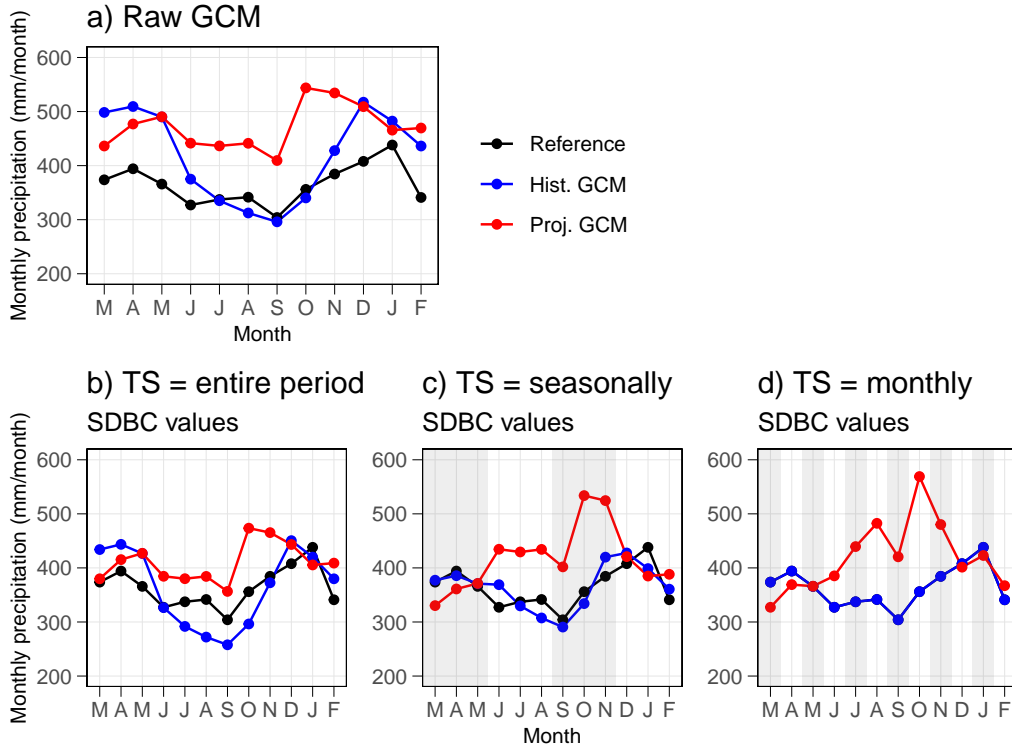 a) Raw GCM
Monthly precipitation (mm/month)
600
500
400
300
200
M A M J J A S O N D J F
Month
Reference
Hist. GCM
Proj. GCM
b) TS = entire period
SDBC values
Monthly precipitation (mm/month)
600
500
400
300
200
M A M J J A S O N D J F
c) TS = seasonally
SDBC values
600
500
400
300
200
M A M J J A S O N D J F
Month
d) TS = monthly
SDBC values
600
500
400
300
200
M A M J J A S O N D J F